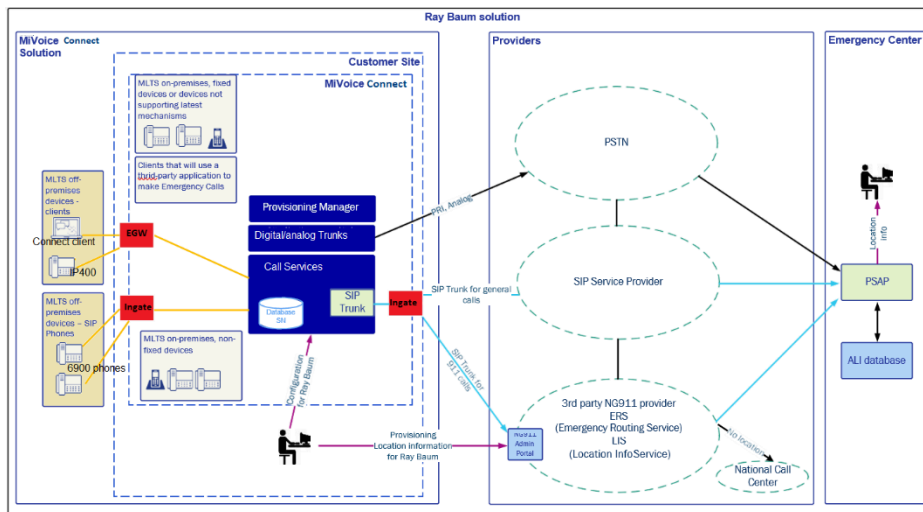 Ray Baum solution
MiVoice Connect
Solution
Customer Site
MiVoice Connect
MLTS on-premises, fixed
devices or devices not
supporting latest
mechanisms
Clients that will use a
third-party application to
make Emergency Calls
MLTS off-
premises devices -
clients
Connect client
IP400
EGW
MLTS off-
premises
devices – SIP
Phones
6900 phones
Ingate
Provisioning Manager
Digital/analog Trunks
Call Services
Database
SN
SIP
Trunk
Ingate
MLTS on-premises, non-
fixed devices
Configuration
for Ray Baum
Provisioning
Location Information
for Ray Baum
Providers
PSTN
PRI, Analog
SIP Service Provider
SIP Trunk for general
calls
SIP Trunk for
911 calls
NG911
Admin
Portal
3rd party NG911 provider
ERS
(Emergency Routing Service)
LIS
(Location InfoService)
No location
National Call
Center
Emergency Center
Location
info
PSAP
ALI database